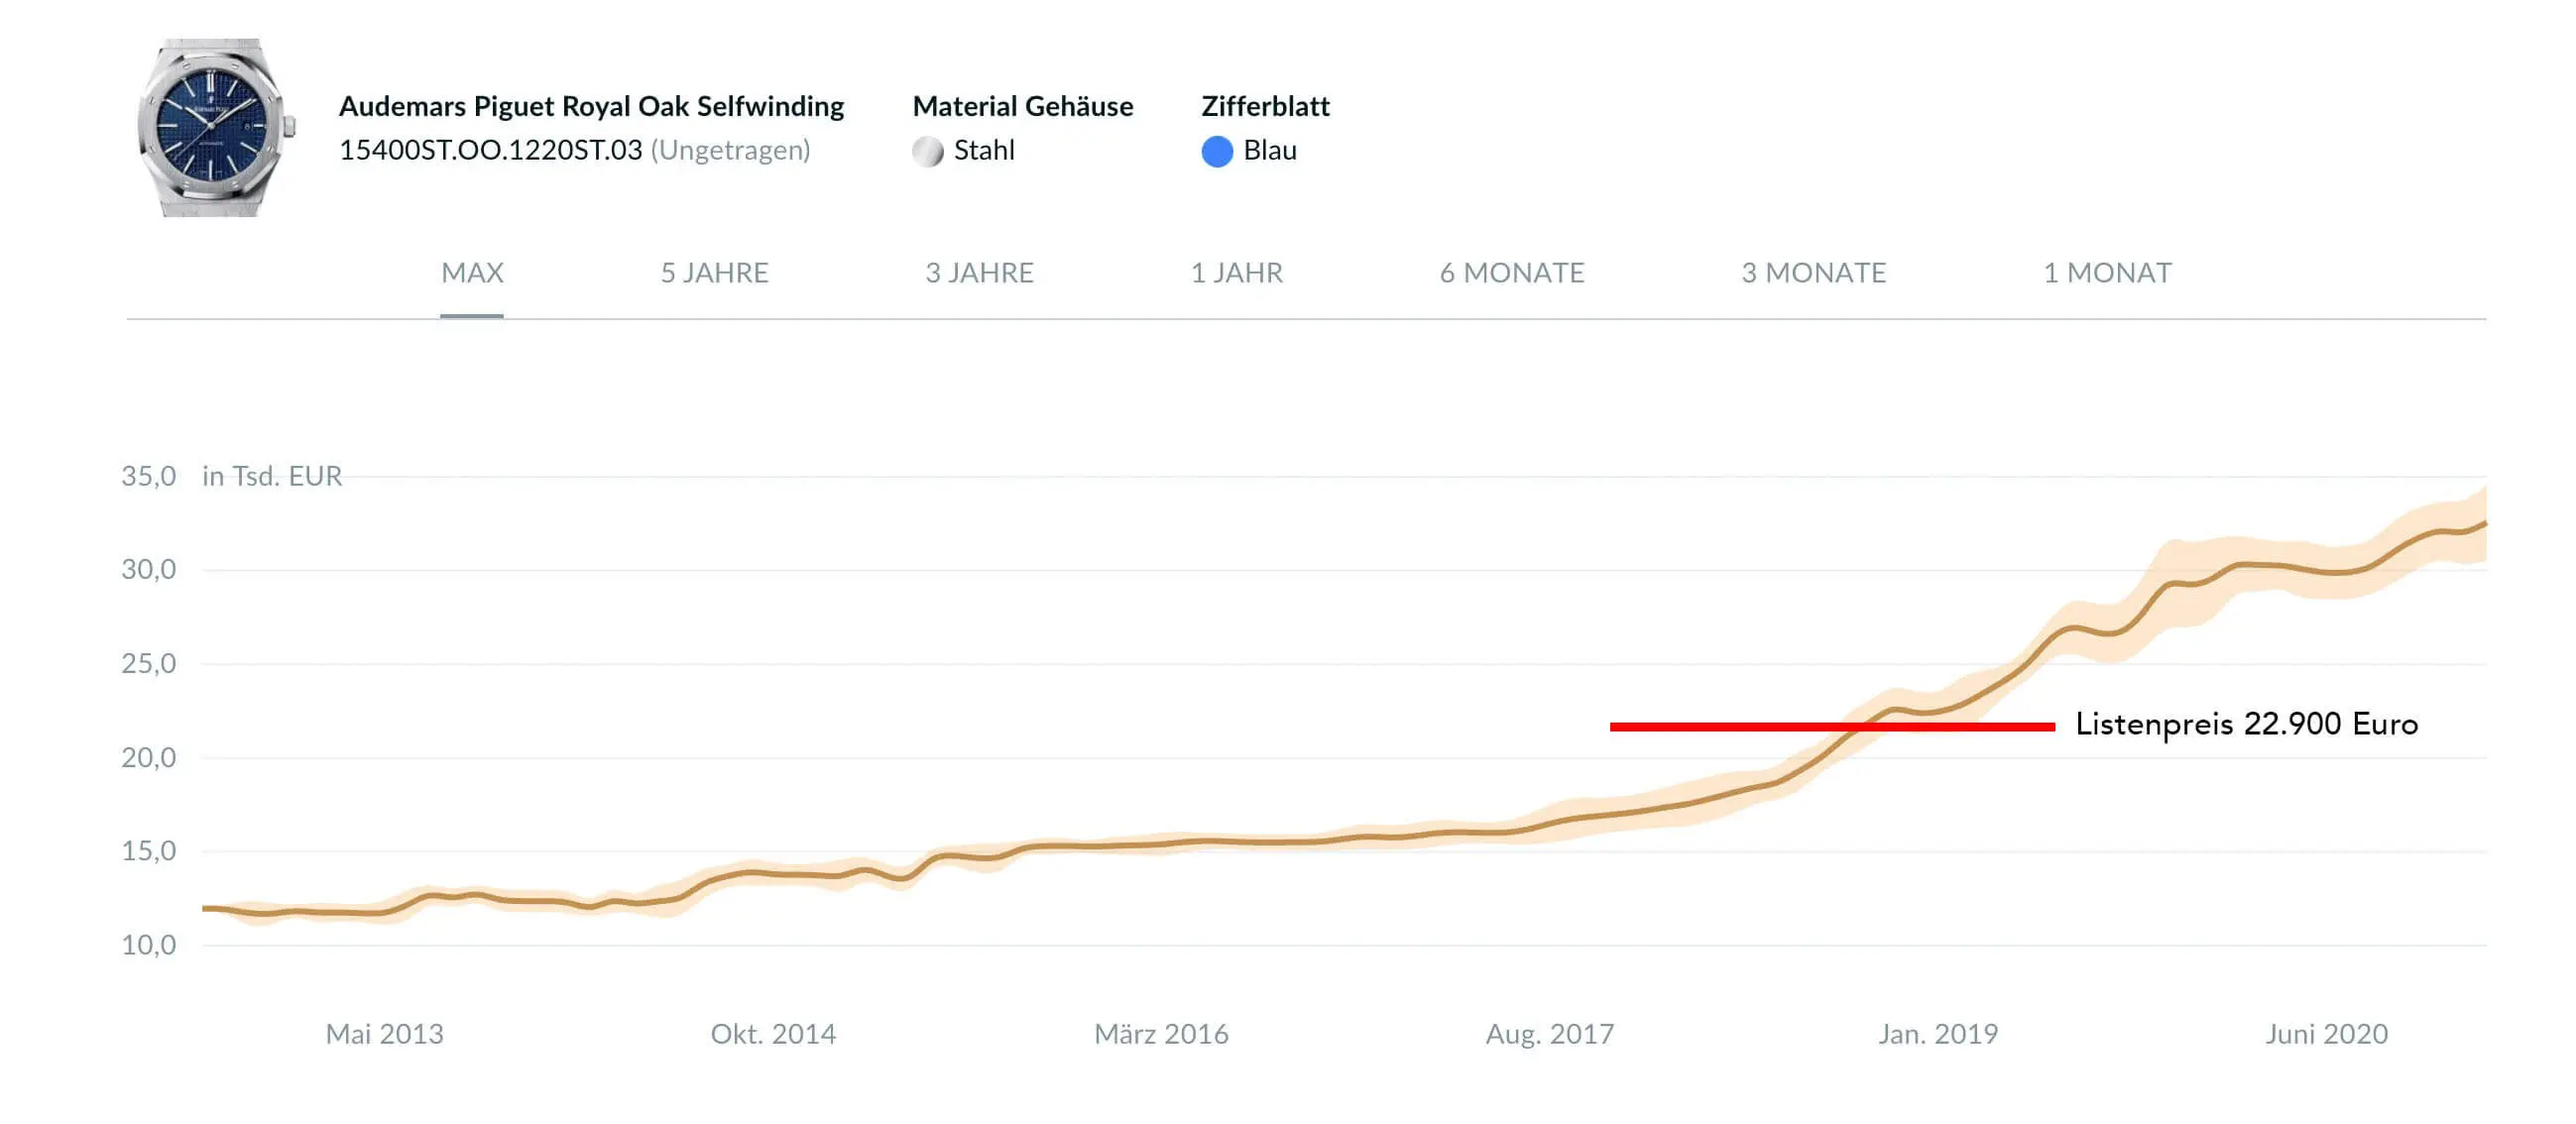 Audemars Piguet Royal Oak Selfwinding
15400ST.OO.1220ST.03 (Ungetragen)
Material Gehäuse
Stahl
Zifferblatt
Blau
MAX
5 JAHRE
3 JAHRE
1 JAHR
6 MONATE
3 MONATE
1 MONAT
35,0 in Tsd. EUR
30,0
25,0
Listenpreis 22.900 Euro
20,0
15,0
10,0
Mai 2013
Okt. 2014
März 2016
Aug. 2017
Jan. 2019
Juni 2020